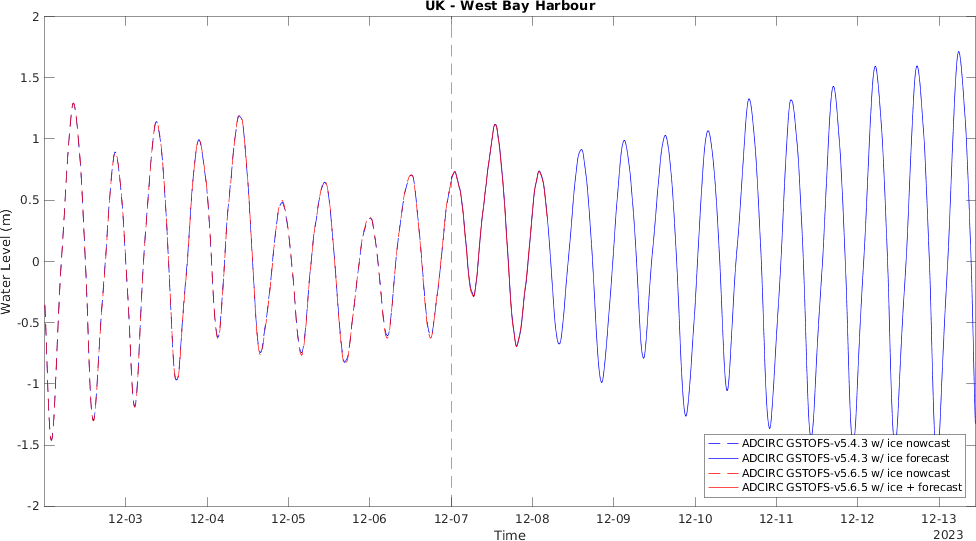 UK - West Bay Harbour
2
1.5
1
0.5
0
-0.5
-1
-1.5
-2
Water Level (m)
12-03 12-04 12-05 12-06 12-07 12-08 12-09 12-10 12-11 12-12 12-13
Time
2023
ADCIRC GSTOFS-v5.4.3 w/ ice nowcast
ADCIRC GSTOFS-v5.4.3 w/ ice forecast
ADCIRC GSTOFS-v5.6.5 w/ ice nowcast
ADCIRC GSTOFS-v5.6.5 w/ ice + forecast